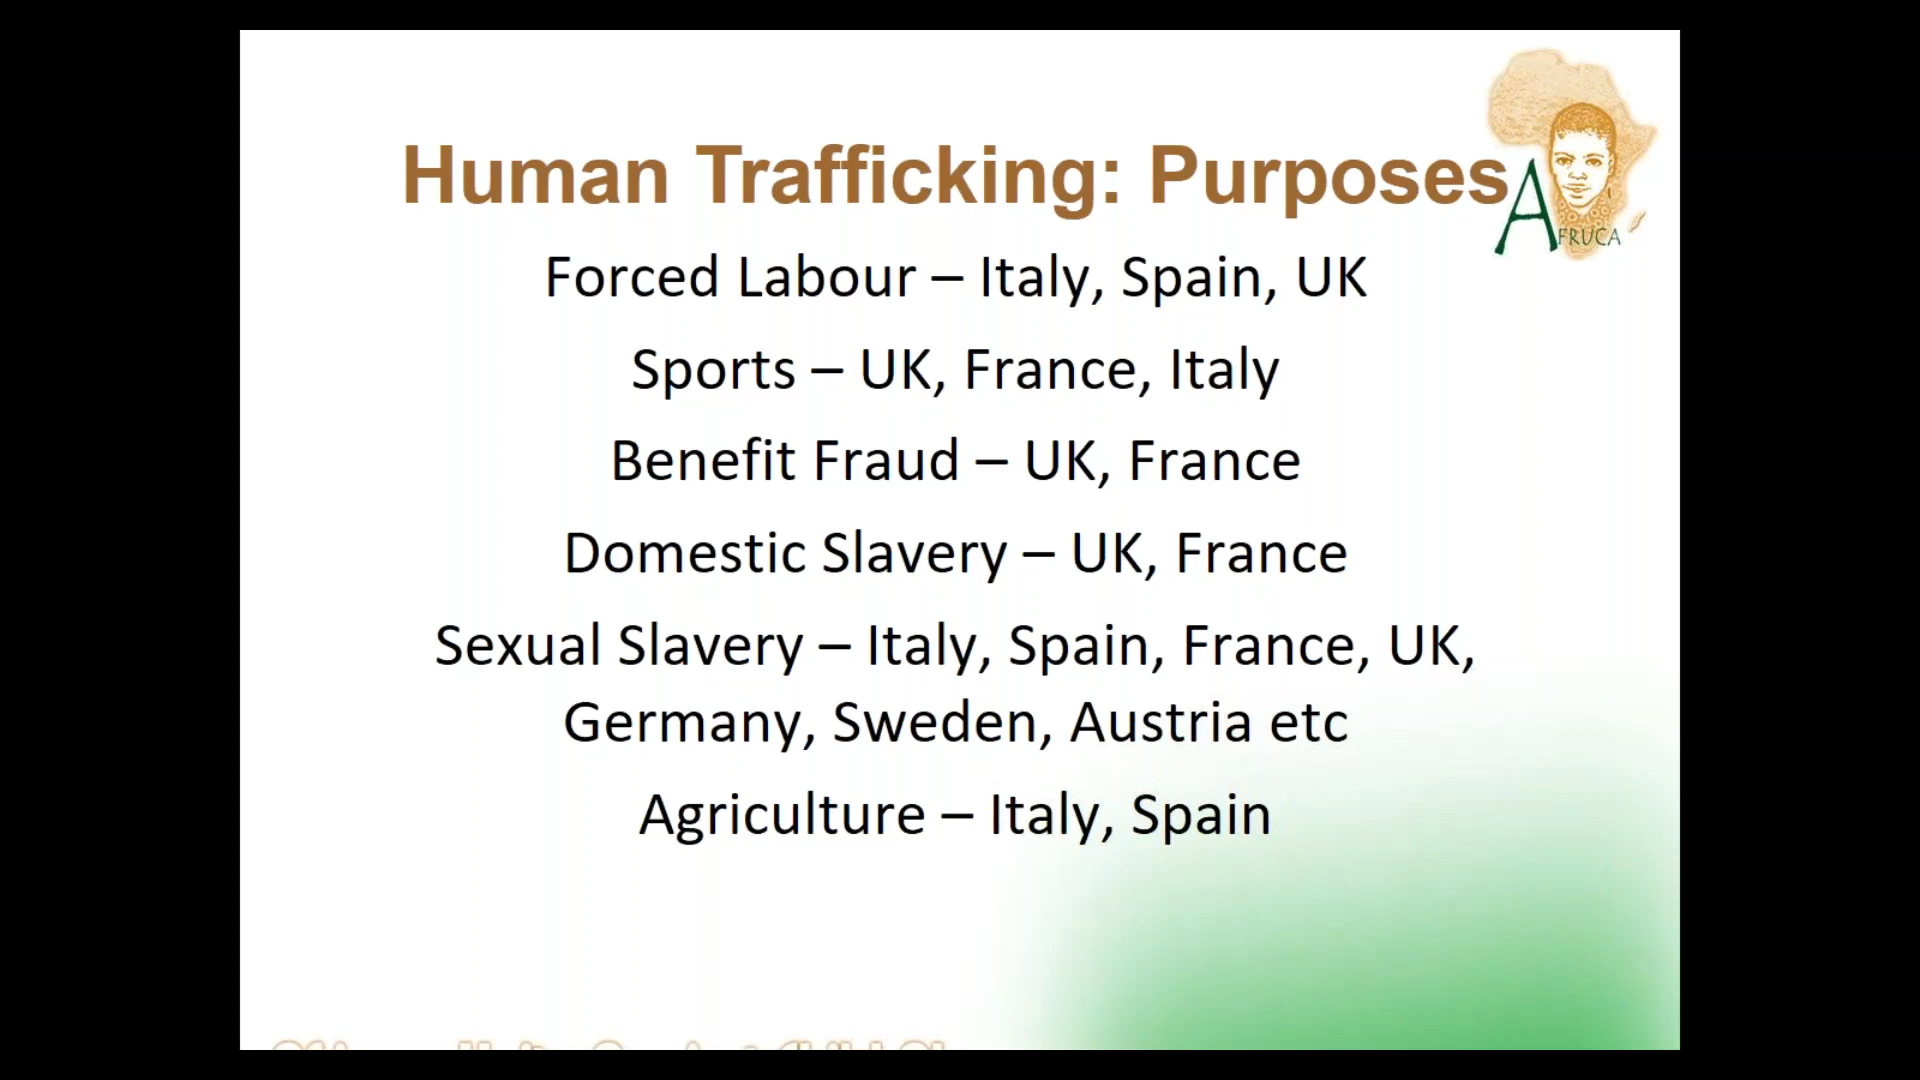 Human Trafficking: Purposes
AFRUCA
Forced Labour – Italy, Spain, UK
Sports – UK, France, Italy
Benefit Fraud – UK, France
Domestic Slavery – UK, France
Sexual Slavery – Italy, Spain, France, UK,
Germany, Sweden, Austria etc
Agriculture – Italy, Spain